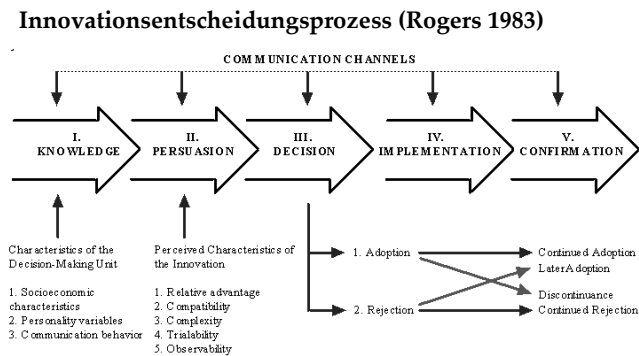 Innovationsentscheidungsprozess (Rogers 1983)
COMMUNICATION CHANNELS
I.
KNOWLEDGE
II.
PERSUASION
III.
DECISION
IV.
IMPLEMENTATION
V.
CONFIRMATION
Characteristics of the
Decision-Making Unit
1. Socioeconomic
characteristics
2. Personality variables
3. Communication behavior
Perceived Characteristics of
the Innovation
1. Relative advantage
2. Compatibility
3. Complexity
4. Trialability
5. Observability
1. Adoption
2. Rejection
Continued Adoption
Later Adoption
Discontinuance
Continued Rejection